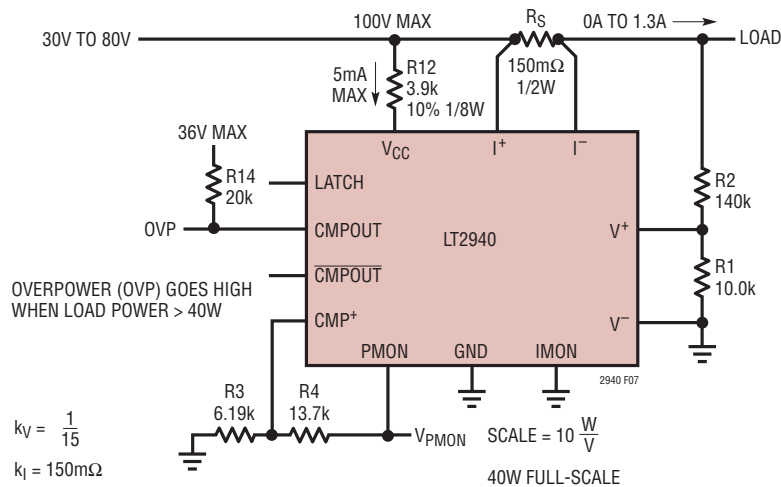 100V MAX
R_S
0A TO 1.3A
30V TO 80V
LOAD
5mA
MAX
R12
3.9k
10% 1/8W
150mΩ
1/2W
36V MAX
V_CC
I⁺
I⁻
R14
20k
LATCH
R2
140k
OVP
CMPOUT
LT2940
V⁺
C̅M̅P̅O̅U̅T̅
R1
10.0k
OVERPOWER (OVP) GOES HIGH
WHEN LOAD POWER > 40W
CMP⁺
V⁻
PMON
GND
IMON
2940 F07
R3
6.19k
R4
13.7k
k_V = 1/15
V_PMON
SCALE = 10 W/V
k_I = 150mΩ
40W FULL-SCALE